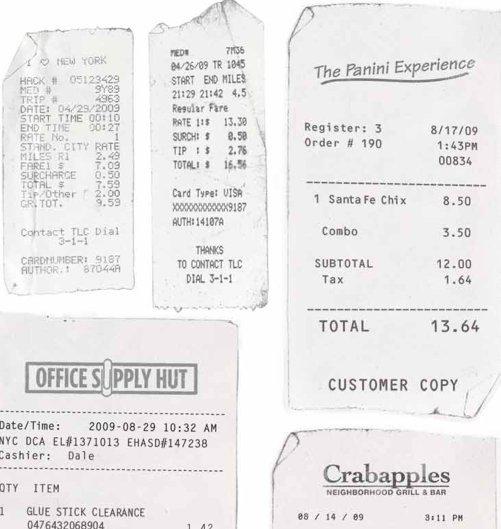 I ♡ NEW YORK
HACK # 05123429
MED # 9Y89
TRIP # 4963
DATE: 04/29/2009
START TIME 00:10
END TIME 00:27
RATE No. 1
STAND. CITY RATE
MILES R1 2.49
FARE1 $ 7.09
SURCHARGE 0.50
TOTAL $ 7.59
Tip/Other $ 2.00
GR.TOT. 9.59
Contact TLC Dial
3-1-1
CARDNUMBER: 9187
AUTHOR.: 87044A
MED# 7M36
04/26/09 TR 1045
START END MILES
21:29 21:42 4.5
Regular Fare
RATE 1:$ 13.30
SURCH: $ 0.50
TIP : $ 2.76
TOTAL: $ 16.56
Card Type: VISA
XXXXXXXXXXXX9187
AUTH:14107A
THANKS
TO CONTACT TLC
DIAL 3-1-1
The Panini Experience
Register: 3 8/17/09
Order # 190 1:43PM
00834
1 Santa Fe Chix 8.50
Combo 3.50
SUBTOTAL 12.00
Tax 1.64
TOTAL 13.64
CUSTOMER COPY
OFFICE SUPPLY HUT
Date/Time: 2009-08-29 10:32 AM
NYC DCA EL#1371013 EHASD#147238
Cashier: Dale
QTY ITEM
1 GLUE STICK CLEARANCE
0476432068904 1.42
Crabapples
NEIGHBORHOOD GRILL & BAR
08 / 14 / 09 3:11 PM